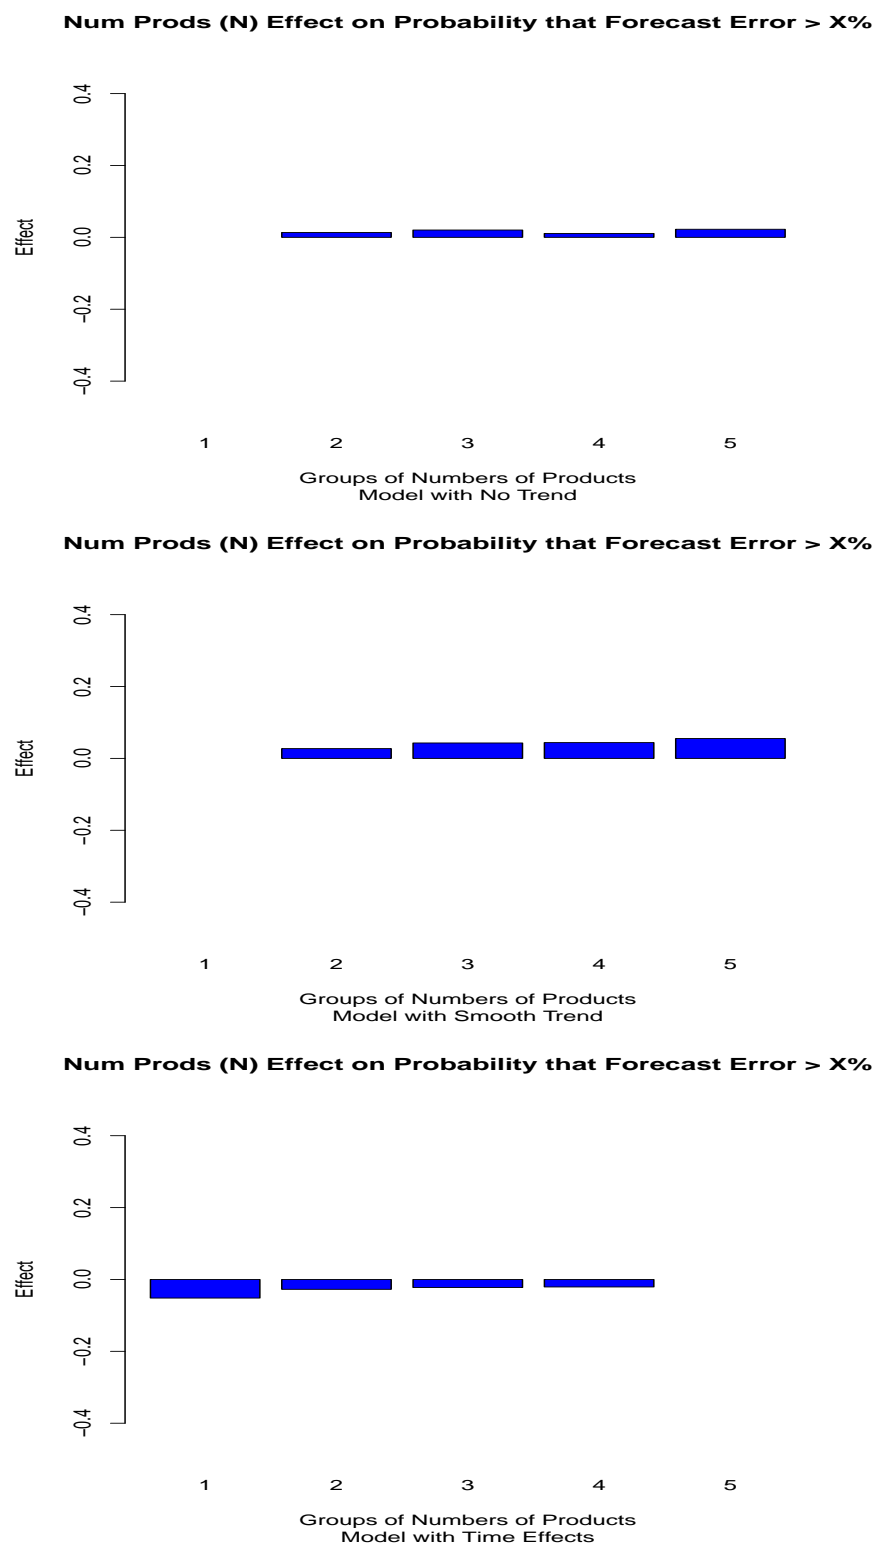 Num Prods (N) Effect on Probability that Forecast Error > X%
0.4
0.2
0.0
−0.2
−0.4
Effect
1 2 3 4 5
Groups of Numbers of Products
Model with No Trend
Num Prods (N) Effect on Probability that Forecast Error > X%
0.4
0.2
0.0
−0.2
−0.4
Effect
1 2 3 4 5
Groups of Numbers of Products
Model with Smooth Trend
Num Prods (N) Effect on Probability that Forecast Error > X%
0.4
0.2
0.0
−0.2
−0.4
Effect
1 2 3 4 5
Groups of Numbers of Products
Model with Time Effects